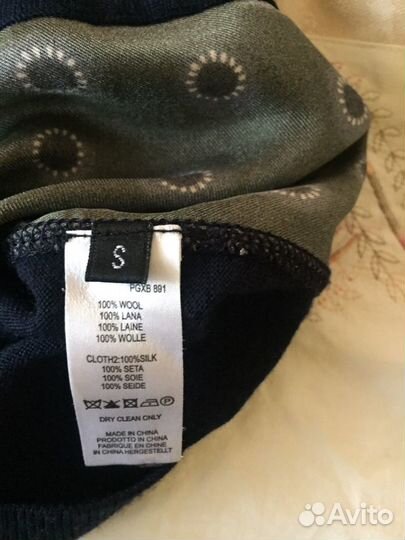 S
PGXB 891
100% WOOL
100% LANA
100% LAINE
100% WOLLE
CLOTH2:100%SILK
100% SETA
100% SOIE
100% SEIDE
DRY CLEAN ONLY
MADE IN CHINA
PRODOTTO IN CHINA
FABRIQUE EN CHINE
IN CHINA HERGESTELLT
Avito